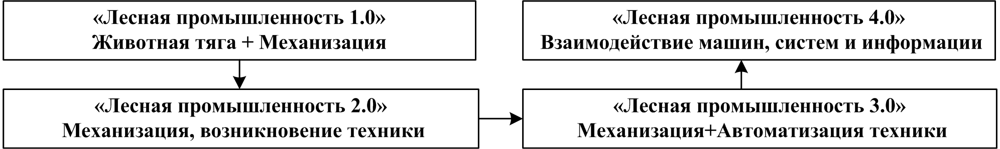 «Лесная промышленность 1.0»
Животная тяга + Механизация
«Лесная промышленность 2.0»
Механизация, возникновение техники
«Лесная промышленность 3.0»
Механизация+Автоматизация техники
«Лесная промышленность 4.0»
Взаимодействие машин, систем и информации